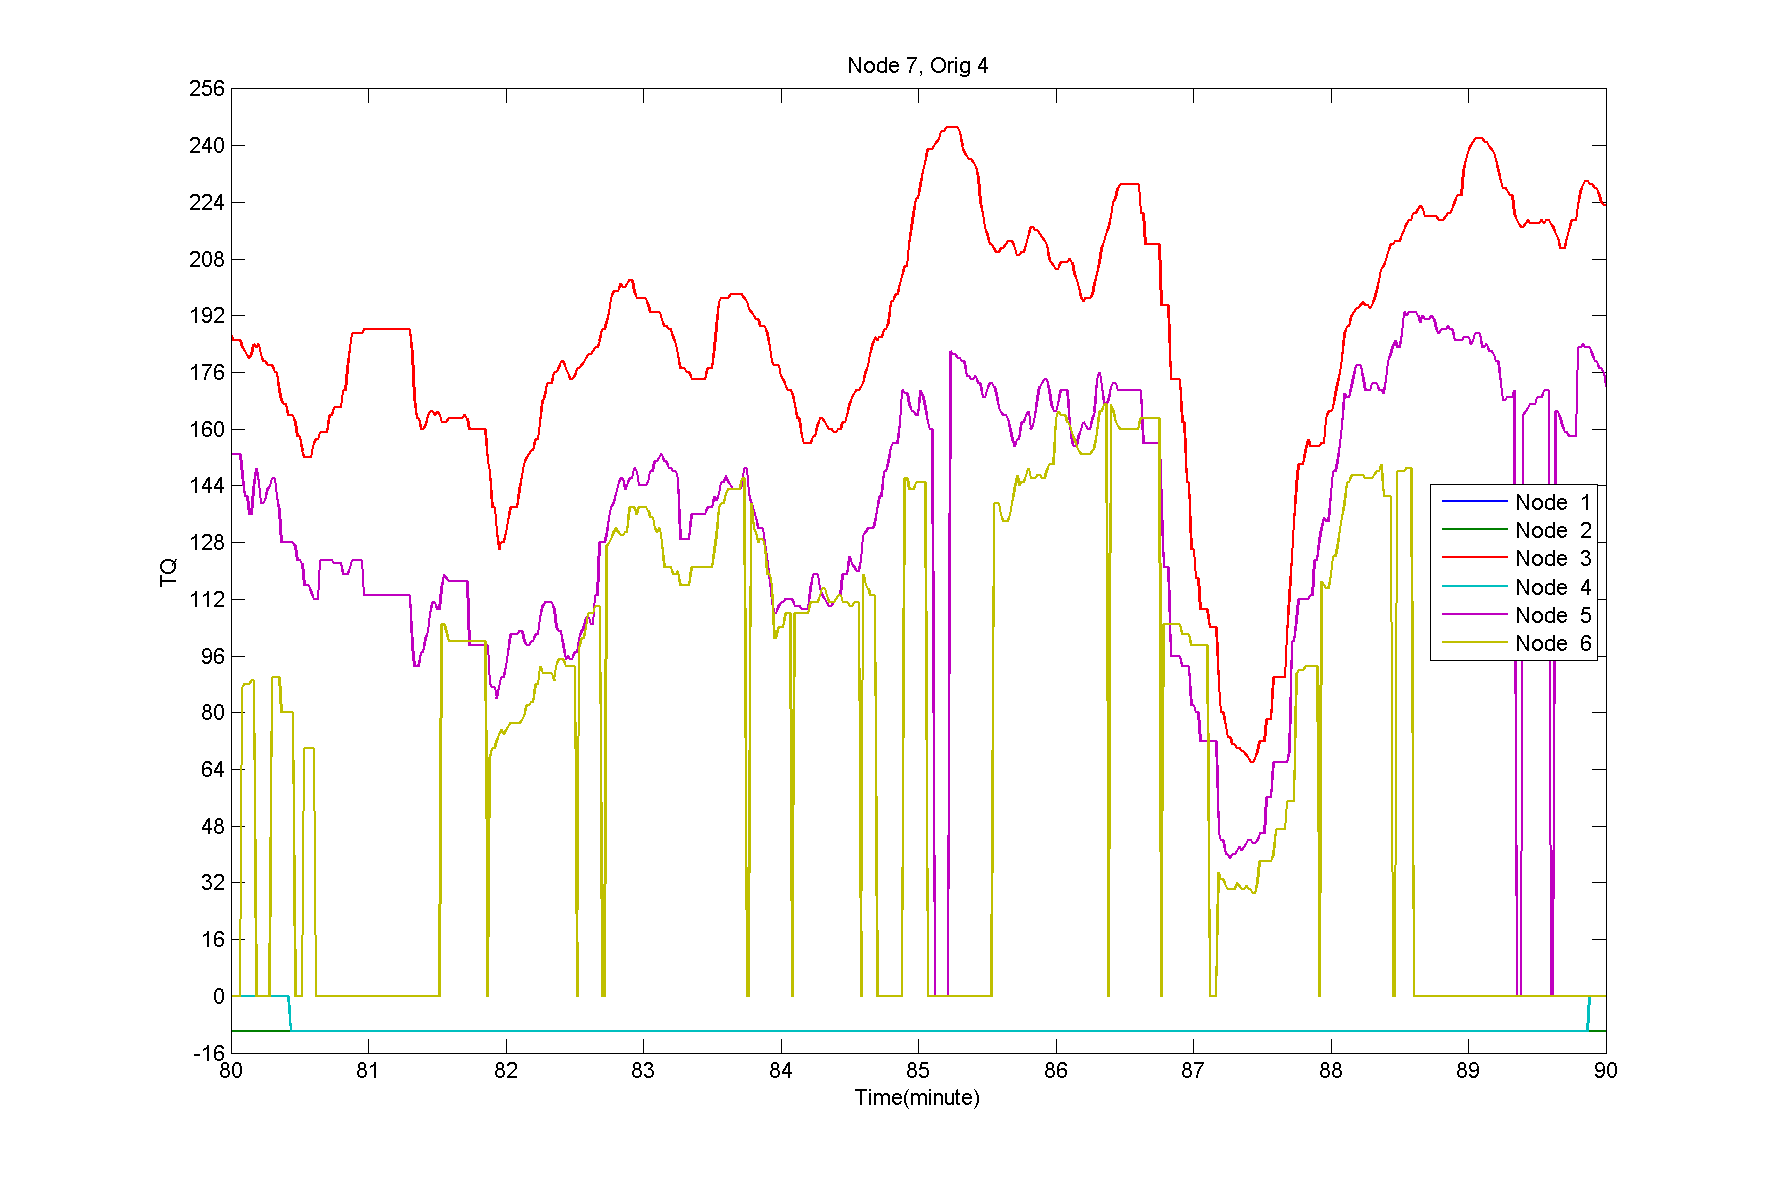 Node 7, Orig 4
256
240
224
208
192
176
160
144
128
112
96
80
64
48
32
16
0
-16
TQ
Node 1
Node 2
Node 3
Node 4
Node 5
Node 6
80 81 82 83 84 85 86 87 88 89 90
Time(minute)